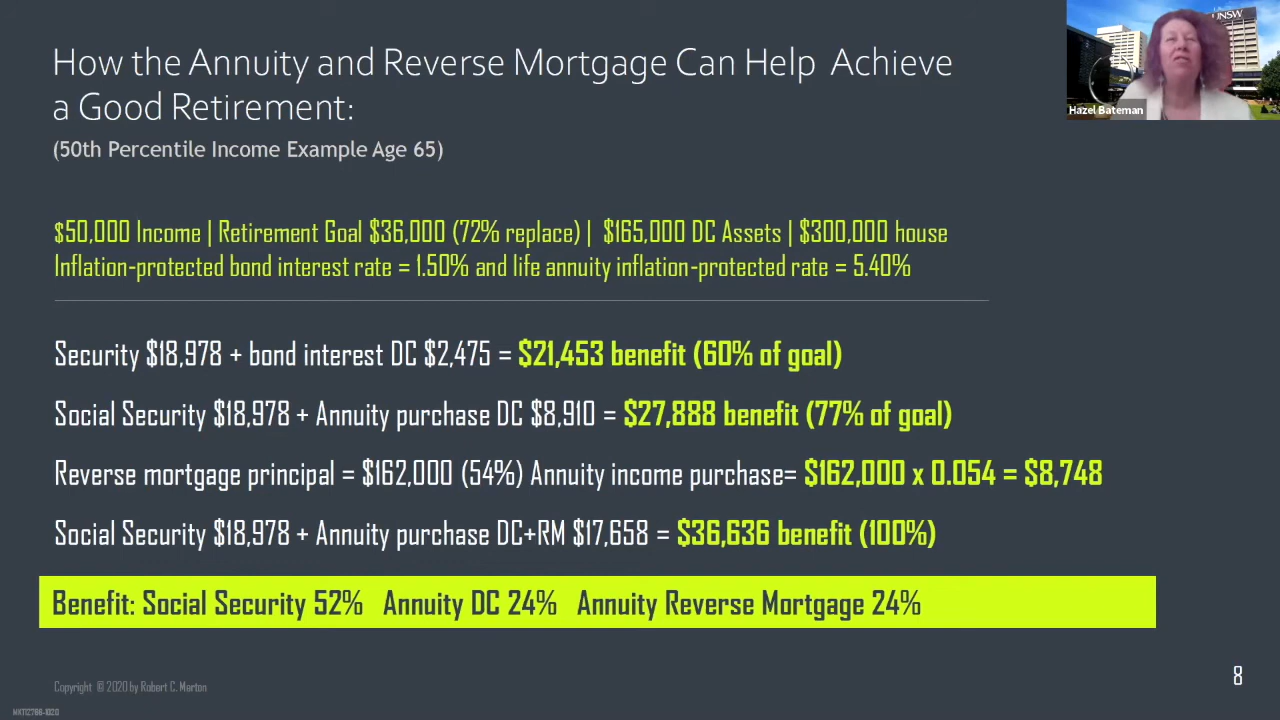 How the Annuity and Reverse Mortgage Can Help Achieve
a Good Retirement:
(50th Percentile Income Example Age 65)
UNSW
Hazel Bateman
$50,000 Income | Retirement Goal $36,000 (72% replace) | $165,000 DC Assets | $300,000 house
Inflation-protected bond interest rate = 1.50% and life annuity inflation-protected rate = 5.40%
Security $18,978 + bond interest DC $2,475 = $21,453 benefit (60% of goal)
Social Security $18,978 + Annuity purchase DC $8,910 = $27,888 benefit (77% of goal)
Reverse mortgage principal = $162,000 (54%) Annuity income purchase= $162,000 x 0.054 = $8,748
Social Security $18,978 + Annuity purchase DC+RM $17,658 = $36,636 benefit (100%)
Benefit: Social Security 52% Annuity DC 24% Annuity Reverse Mortgage 24%
Copyright © 2020 by Robert C. Merton
8